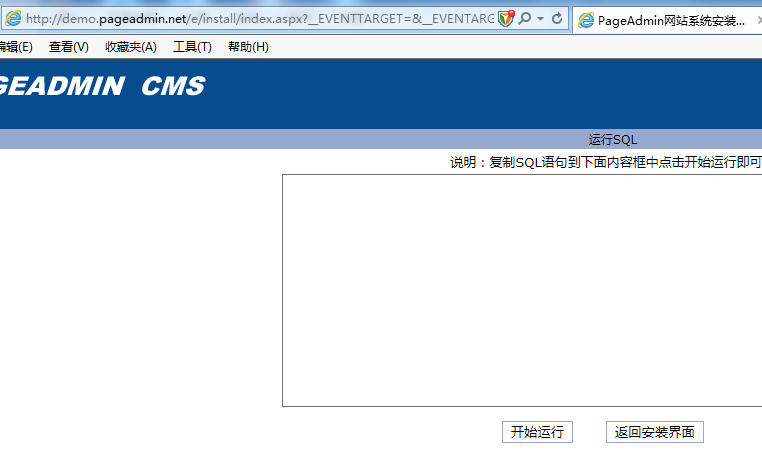 http://demo.pageadmin.net/e/install/index.aspx?__EVENTTARGET=&__EVENTARG
PageAdmin网站系统安装...
编辑(E) 查看(V) 收藏夹(A) 工具(T) 帮助(H)
GEADMIN CMS
运行SQL
说明：复制SQL语句到下面内容框中点击开始运行即可
开始运行 返回安装界面